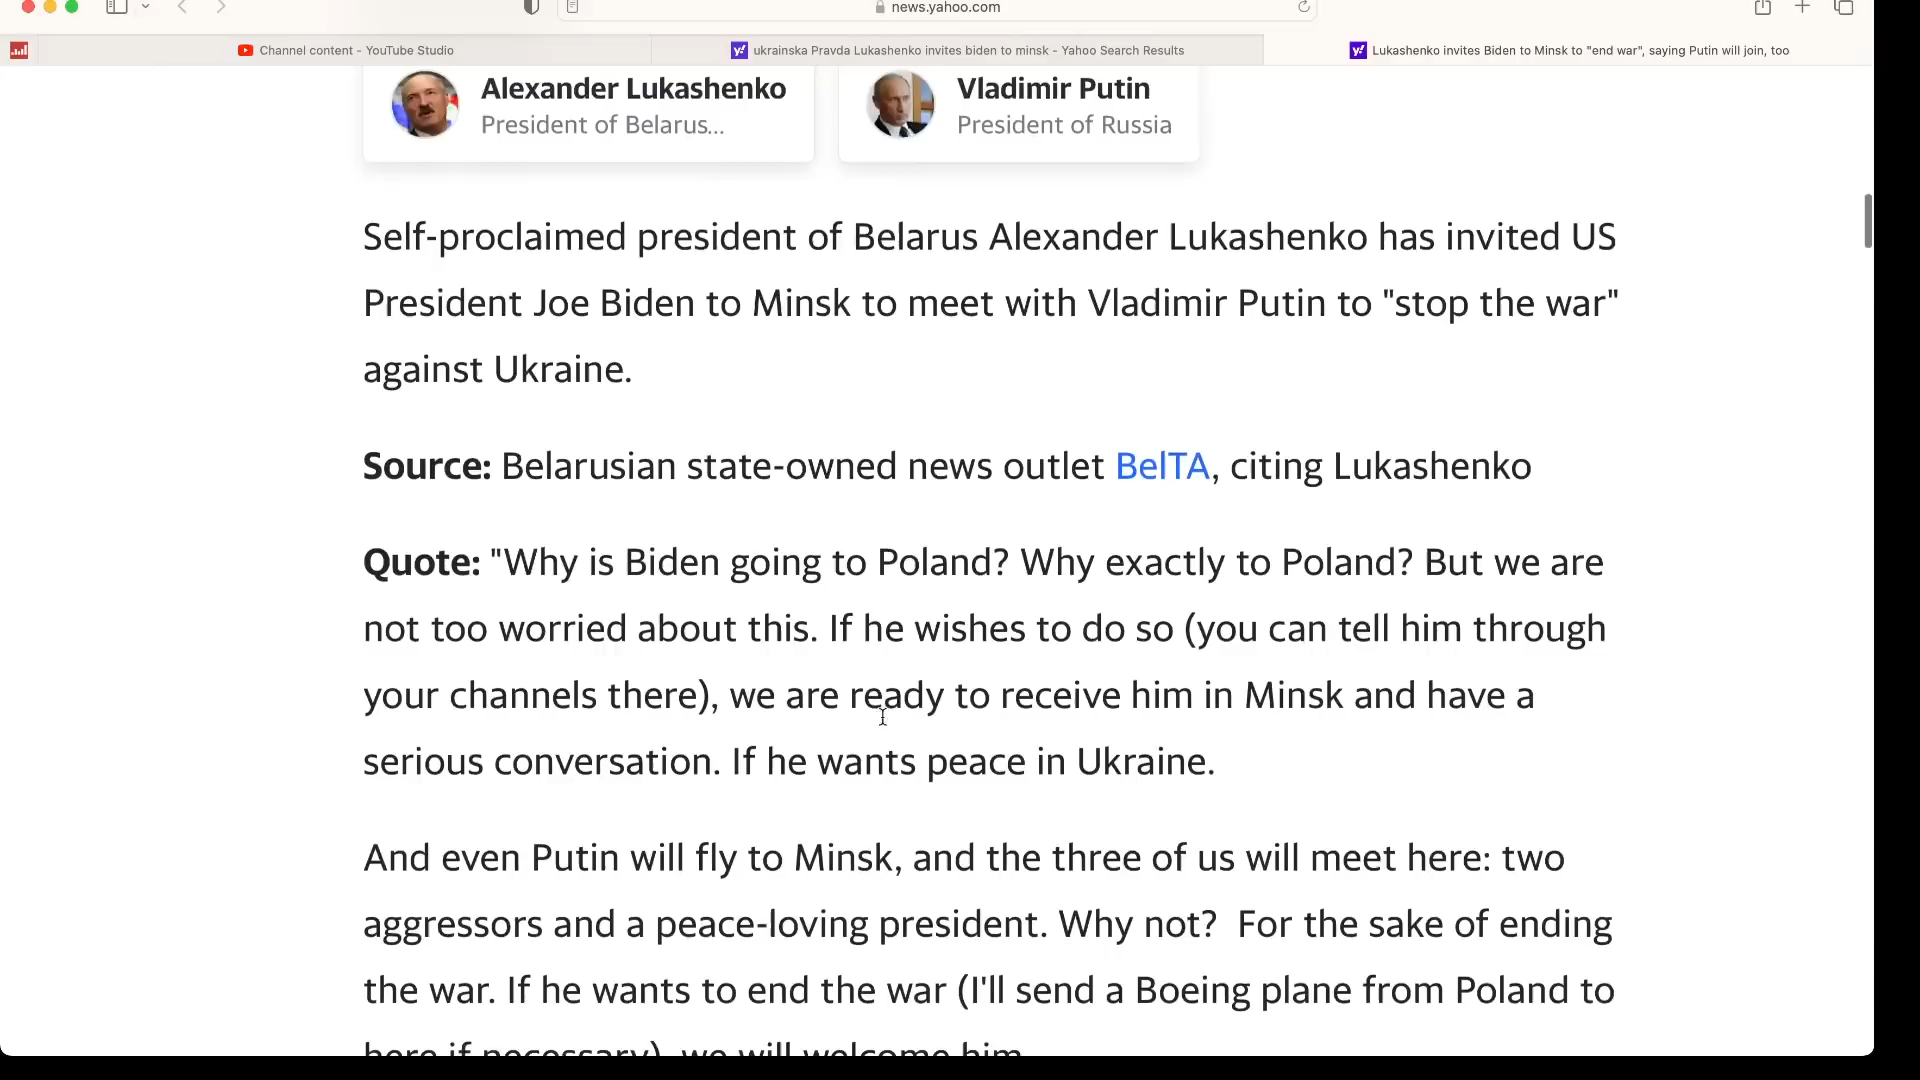 news.yahoo.com
Channel content - YouTube Studio
ukrainska Pravda Lukashenko invites biden to minsk - Yahoo Search Results
Lukashenko invites Biden to Minsk to "end war", saying Putin will join, too
Alexander Lukashenko
President of Belarus...
Vladimir Putin
President of Russia
Self-proclaimed president of Belarus Alexander Lukashenko has invited US
President Joe Biden to Minsk to meet with Vladimir Putin to "stop the war"
against Ukraine.
Source: Belarusian state-owned news outlet BelTA, citing Lukashenko
Quote: "Why is Biden going to Poland? Why exactly to Poland? But we are
not too worried about this. If he wishes to do so (you can tell him through
your channels there), we are ready to receive him in Minsk and have a
serious conversation. If he wants peace in Ukraine.
And even Putin will fly to Minsk, and the three of us will meet here: two
aggressors and a peace-loving president. Why not?  For the sake of ending
the war. If he wants to end the war (I'll send a Boeing plane from Poland to
here if necessary), we will welcome him